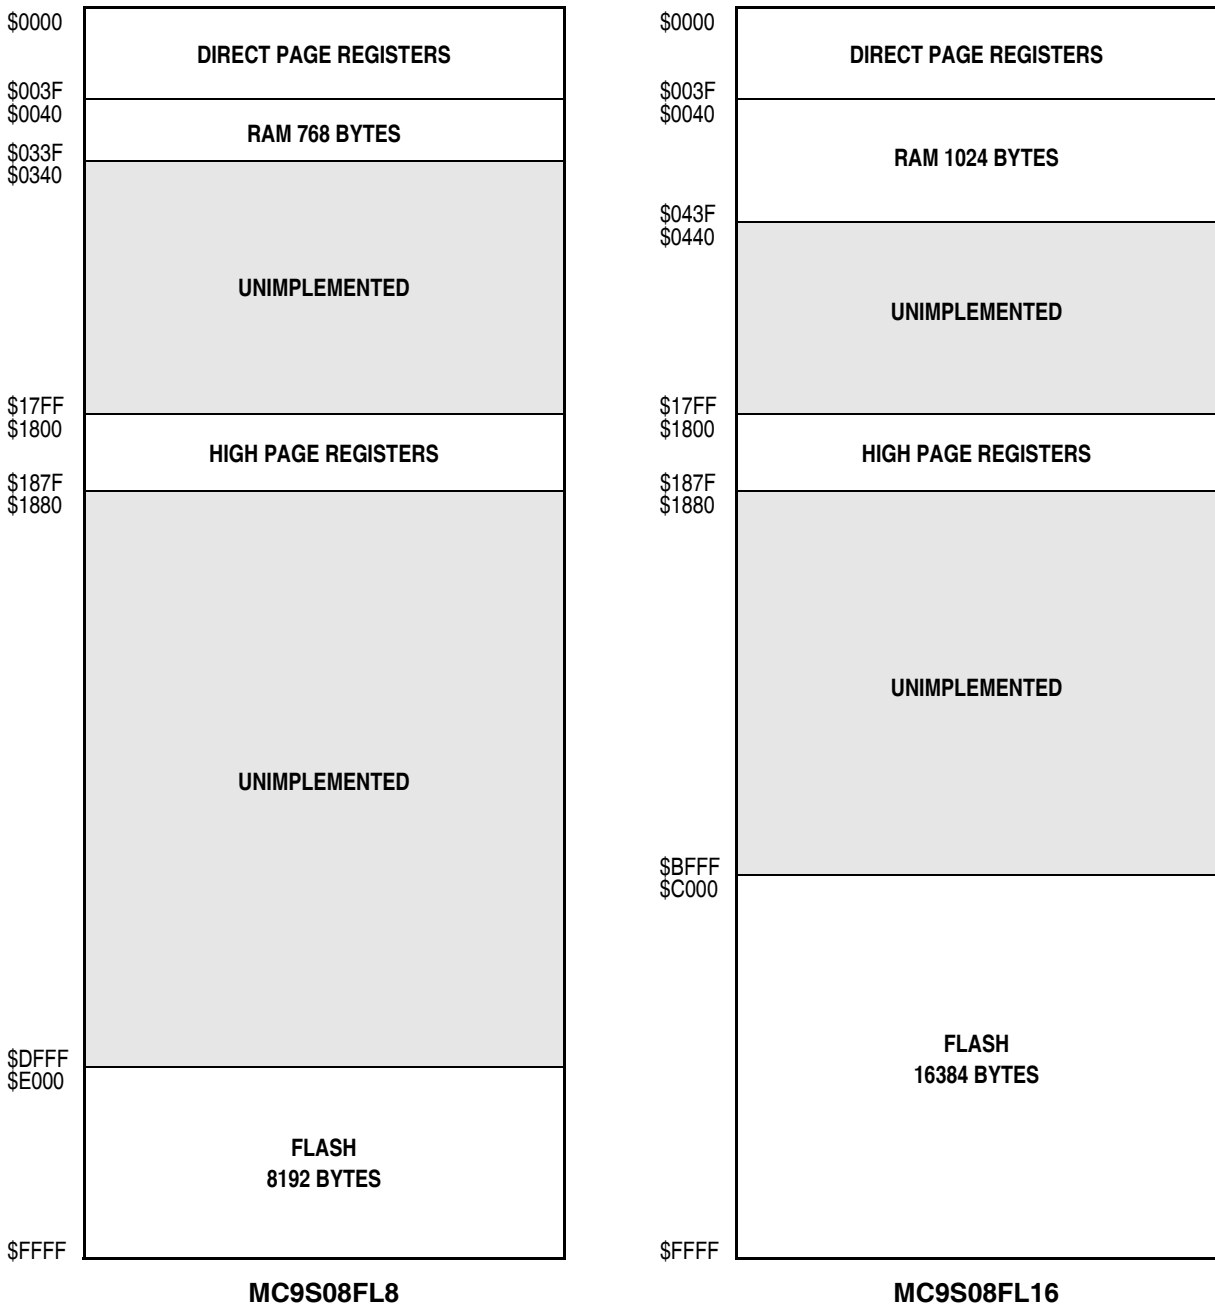 $0000
DIRECT PAGE REGISTERS
$003F
$0040
RAM 768 BYTES
$033F
$0340
UNIMPLEMENTED
$17FF
$1800
HIGH PAGE REGISTERS
$187F
$1880
UNIMPLEMENTED
$DFFF
$E000
FLASH
8192 BYTES
$FFFF
MC9S08FL8
$0000
DIRECT PAGE REGISTERS
$003F
$0040
RAM 1024 BYTES
$043F
$0440
UNIMPLEMENTED
$17FF
$1800
HIGH PAGE REGISTERS
$187F
$1880
UNIMPLEMENTED
$BFFF
$C000
FLASH
16384 BYTES
$FFFF
MC9S08FL16